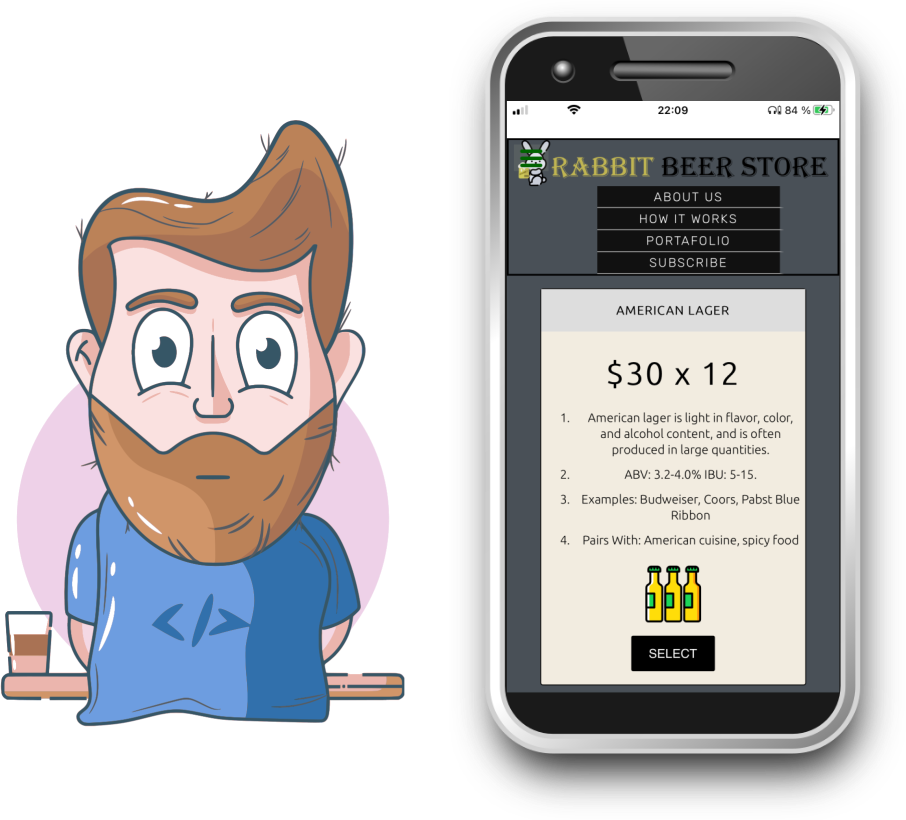 </>
22:09
84 %
RABBIT BEER STORE
ABOUT US
HOW IT WORKS
PORTAFOLIO
SUBSCRIBE
AMERICAN LAGER
$30 x 12
1. American lager is light in flavor, color,
and alcohol content, and is often
produced in large quantities.
2. ABV: 3.2-4.0% IBU: 5-15.
3. Examples: Budweiser, Coors, Pabst Blue
Ribbon
4. Pairs With: American cuisine, spicy food
SELECT